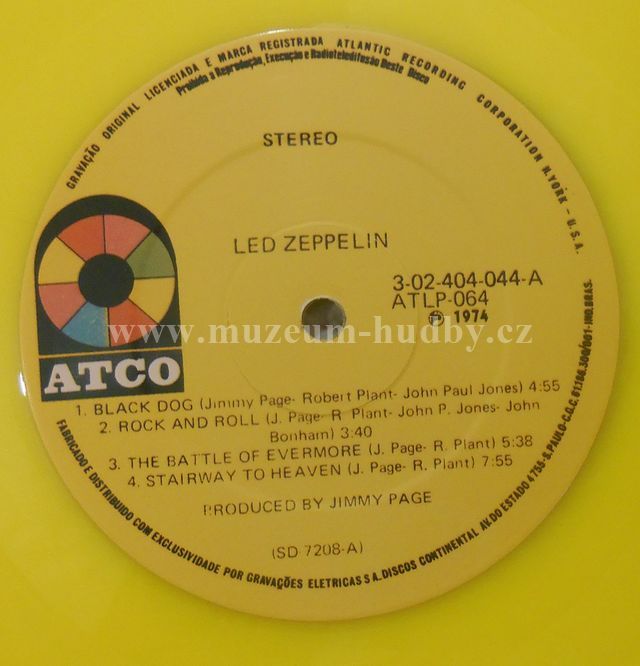 GRAVAÇÃO ORIGINAL LICENCIADA E MARCA REGISTRADA ATLANTIC RECORDING CORPORATION N.YORK - U.S.A.
Proibida a Reprodução, Execução e Radioteledifusão Deste Disco
STEREO
LED ZEPPELIN
3-02-404-044-A
ATLP-064
℗ 1974
www.muzeum-hudby.cz
ATCO
1. BLACK DOG (Jimmy Page- Robert Plant- John Paul Jones) 4:55
2. ROCK AND ROLL (J. Page- R. Plant- John P. Jones- John
Bonham) 3:40
3. THE BATTLE OF EVERMORE (J. Page- R. Plant) 5:38
4. STAIRWAY TO HEAVEN (J. Page- R. Plant) 7:55
PRODUCED BY JIMMY PAGE
(SD 7208-A)
FABRICADO E DISTRIBUIDO COM EXCLUSIVIDADE POR GRAVAÇÕES ELETRICAS S A. DISCOS CONTINENTAL AV. DO ESTADO 4755-S. PAULO-C.G.C. 61.186.300/001-IND. BRAS.